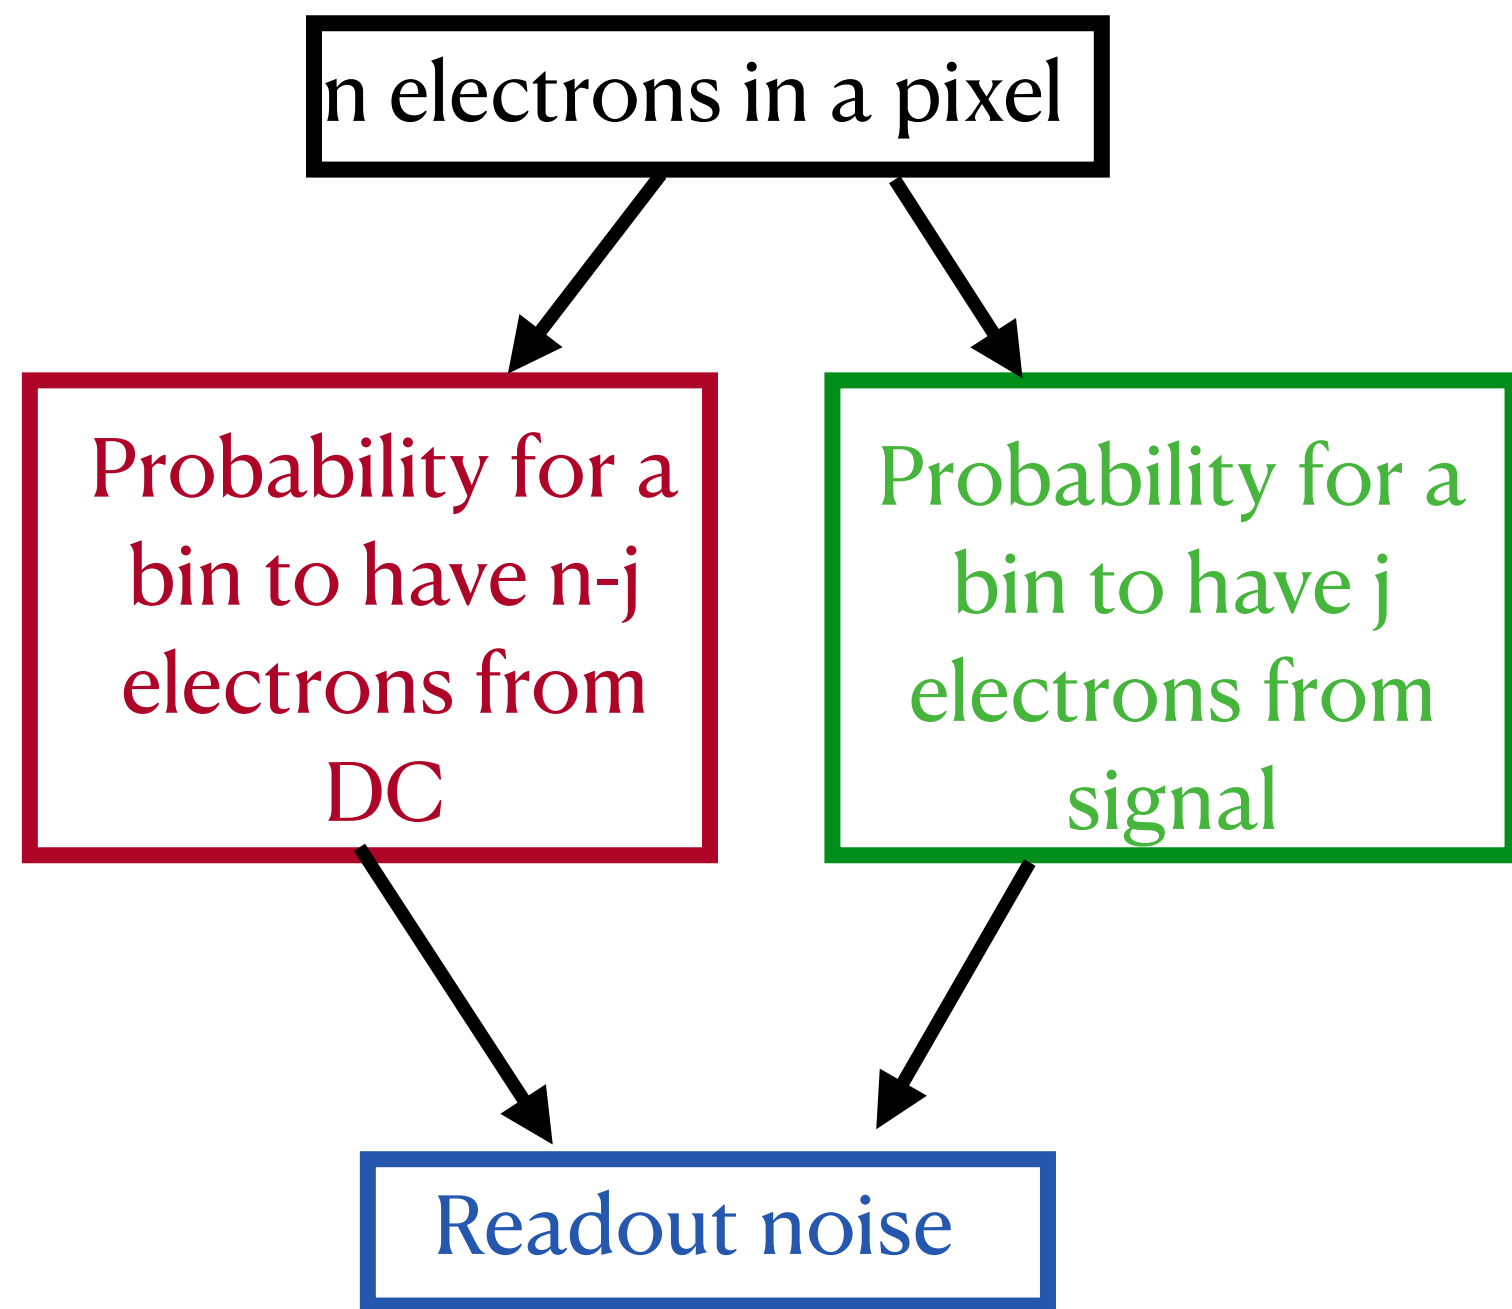 n electrons in a pixel
Probability for a
bin to have n-j
electrons from
DC
Probability for a
bin to have j
electrons from
signal
Readout noise